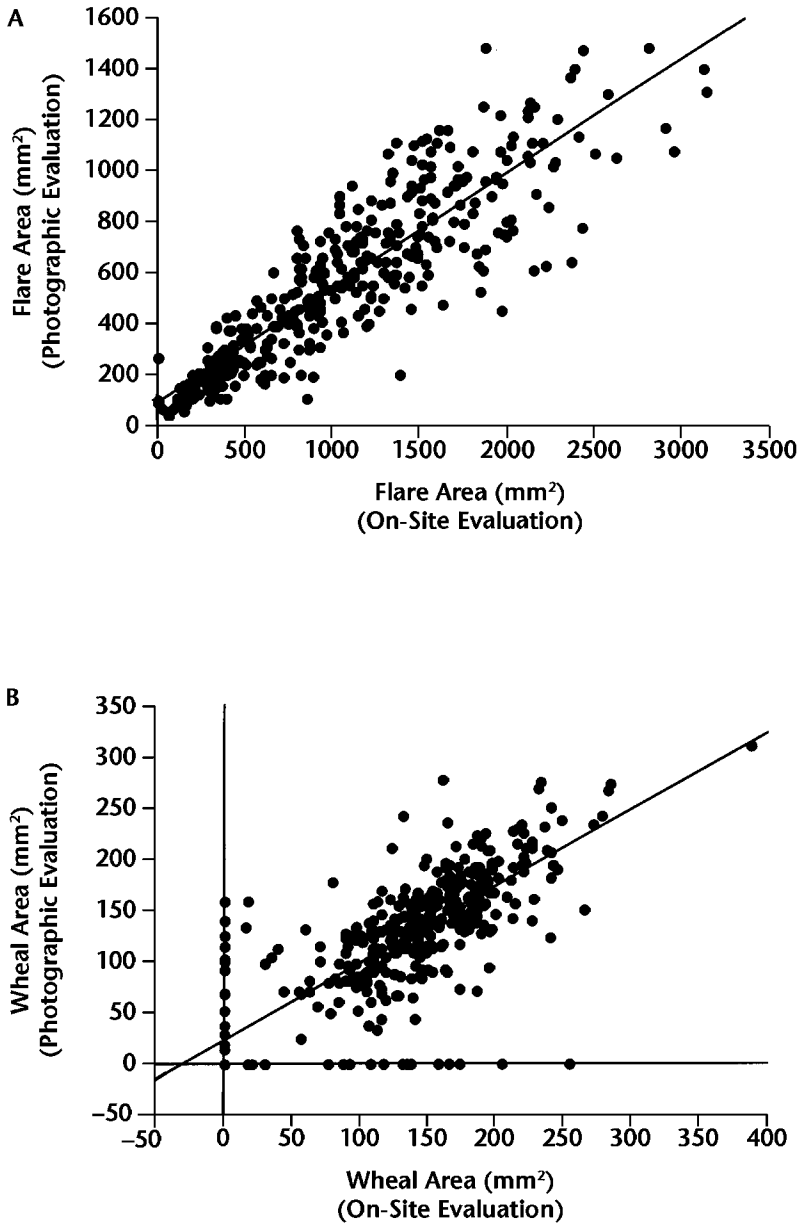 A
1600
1400
1200
1000
800
600
400
200
0
Flare Area (mm²)
(Photographic Evaluation)
0 500 1000 1500 2000 2500 3000 3500
Flare Area (mm²)
(On-Site Evaluation)
B
350
300
250
200
150
100
50
0
−50
Wheal Area (mm²)
(Photographic Evaluation)
−50 0 50 100 150 200 250 300 350 400
Wheal Area (mm²)
(On-Site Evaluation)